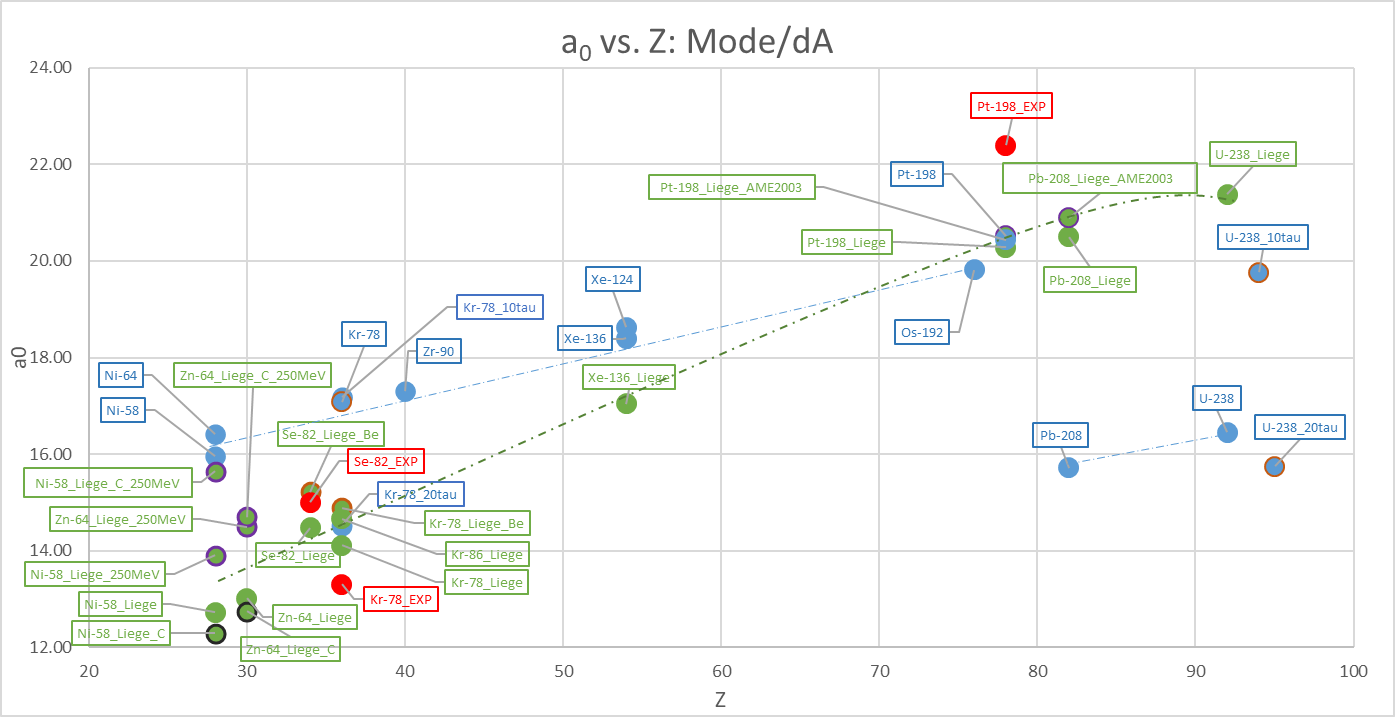 a0 vs. Z: Mode/dA
24.00
22.00
20.00
18.00
16.00
14.00
12.00
a0
20
30
40
50
60
70
80
90
100
Z
Pt-198_EXP
U-238_Liege
Pt-198
Pb-208_Liege_AME2003
Pt-198_Liege_AME2003
Pt-198_Liege
U-238_10tau
Pb-208_Liege
Xe-124
Kr-78_10tau
Kr-78
Xe-136
Os-192
Zr-90
Ni-64
Zn-64_Liege_C_250MeV
Xe-136_Liege
Ni-58
U-238
Se-82_Liege_Be
Pb-208
U-238_20tau
Se-82_EXP
Ni-58_Liege_C_250MeV
Kr-78_20tau
Zn-64_Liege_250MeV
Kr-78_Liege_Be
Se-82_Liege
Kr-86_Liege
Ni-58_Liege_250MeV
Kr-78_Liege
Kr-78_EXP
Ni-58_Liege
Zn-64_Liege
Ni-58_Liege_C
Zn-64_Liege_C